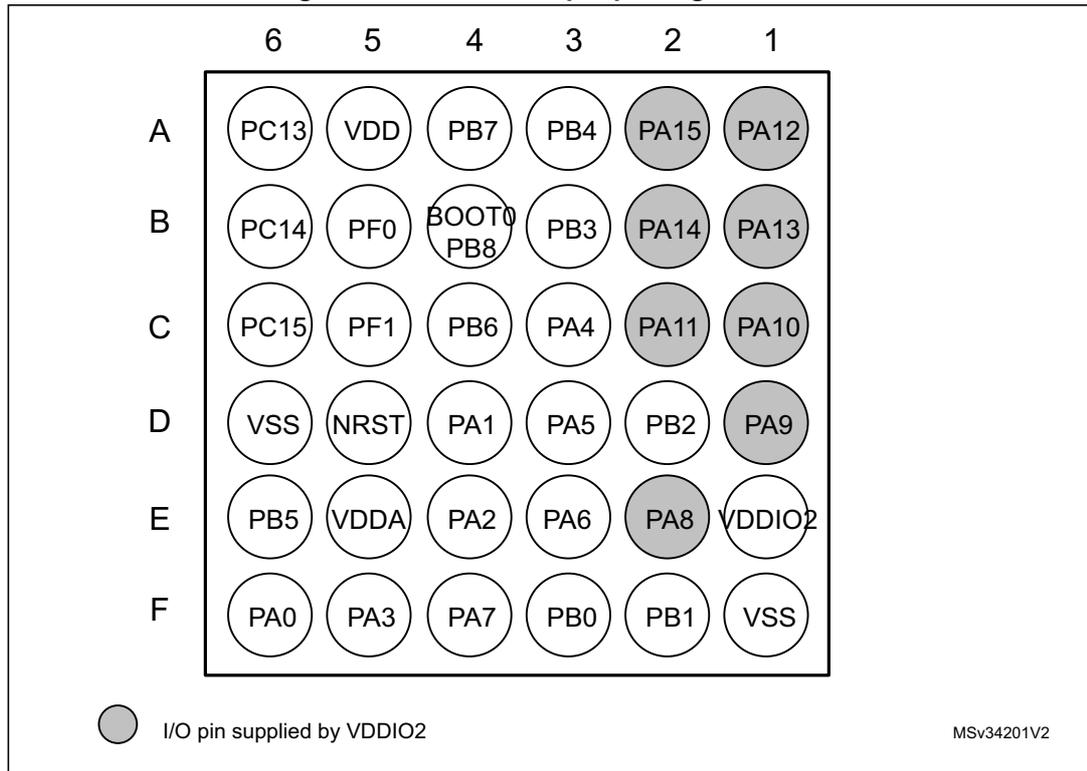 6 5 4 3 2 1
A PC13 VDD PB7 PB4 PA15 PA12
B PC14 PF0 BOOT0 PB8 PB3 PA14 PA13
C PC15 PF1 PB6 PA4 PA11 PA10
D VSS NRST PA1 PA5 PB2 PA9
E PB5 VDDA PA2 PA6 PA8 VDDIO2
F PA0 PA3 PA7 PB0 PB1 VSS
I/O pin supplied by VDDIO2
MSv34201V2